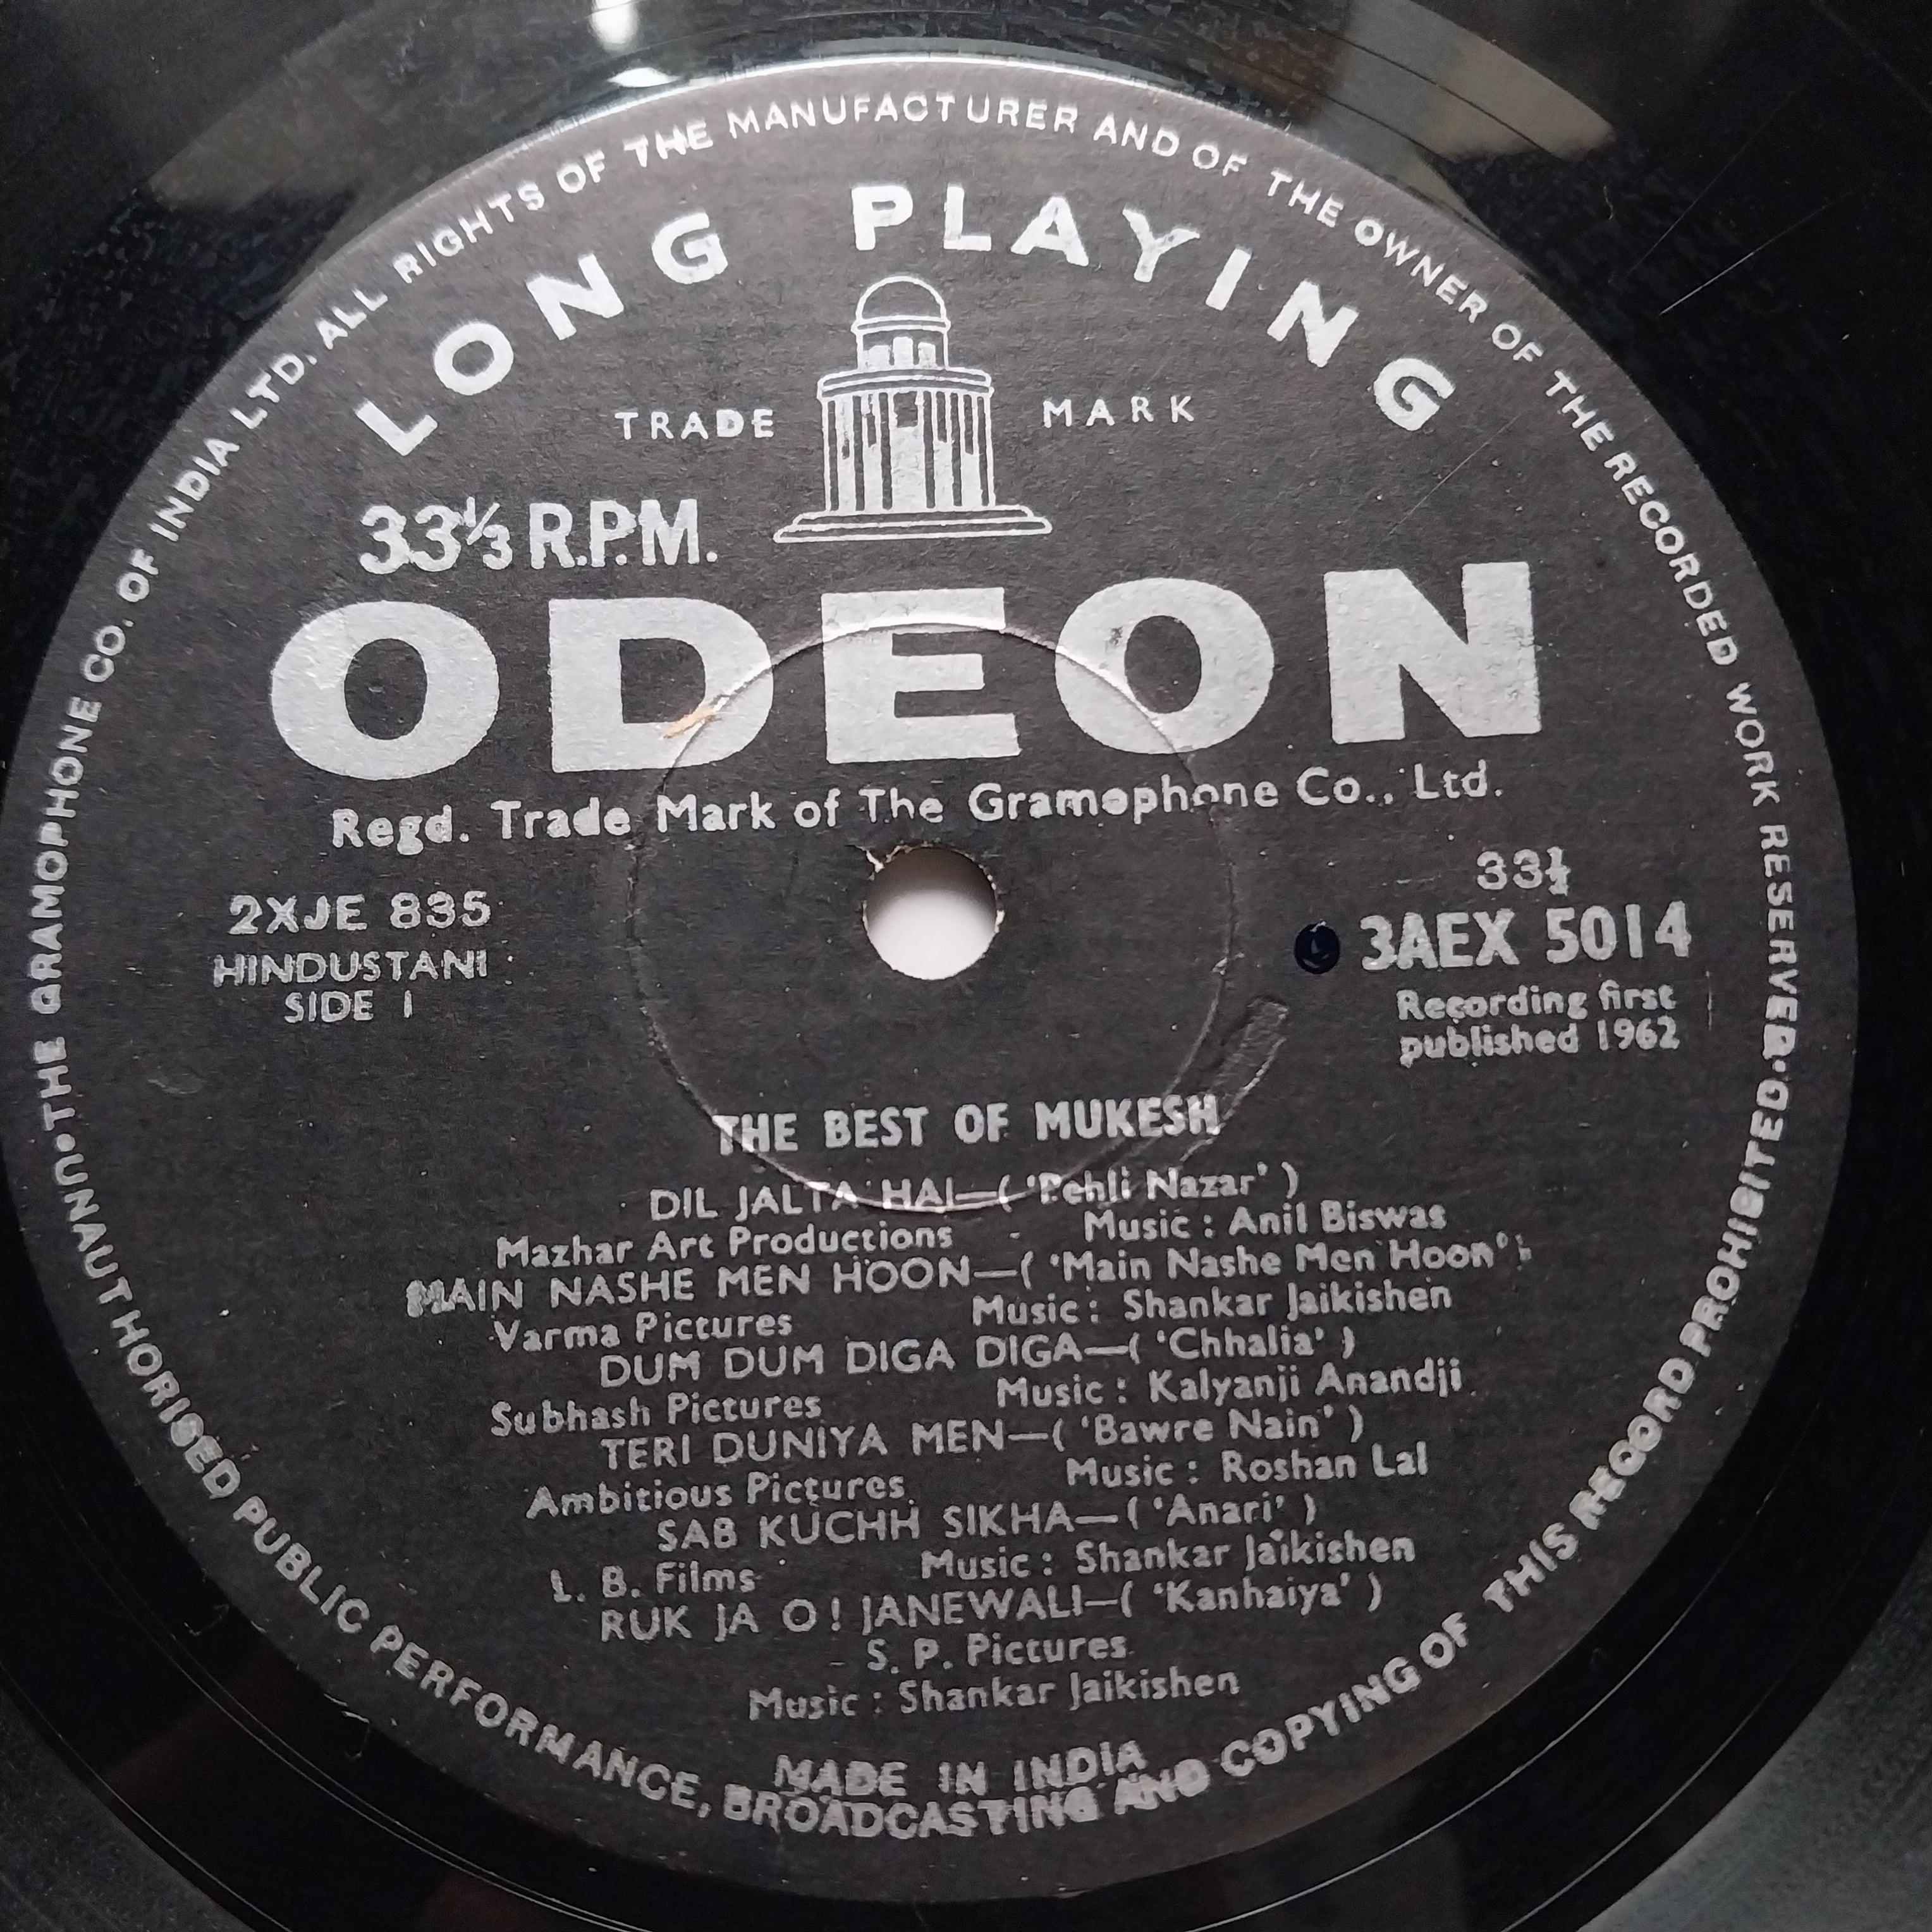 THE GRAMOPHONE CO. OF INDIA LTD. ALL RIGHTS OF THE MANUFACTURER AND OF THE OWNER OF THE RECORDED WORK RESERVED.
UNAUTHORISED PUBLIC PERFORMANCE, BROADCASTING AND COPYING OF THIS RECORD PROHIBITED.
LONG PLAYING
TRADE MARK
33⅓ R.P.M.
ODEON
Regd. Trade Mark of The Gramophone Co., Ltd.
2XJE 835
HINDUSTANI
SIDE 1
33⅓
3AEX 5014
Recording first
published 1962
THE BEST OF MUKESH
DIL JALTA HAI—( 'Pehli Nazar' )
Mazhar Art Productions Music : Anil Biswas
MAIN NASHE MEN HOON—( 'Main Nashe Men Hoon' )
Varma Pictures Music : Shankar Jaikishen
DUM DUM DIGA DIGA—( 'Chhalia' )
Subhash Pictures Music : Kalyanji Anandji
TERI DUNIYA MEN—( 'Bawre Nain' )
Ambitious Pictures Music : Roshan Lal
SAB KUCHH SIKHA—( 'Anari' )
L. B. Films Music : Shankar Jaikishen
RUK JA O ! JANEWALI—( 'Kanhaiya' )
S. P. Pictures
Music : Shankar Jaikishen
MADE IN INDIA